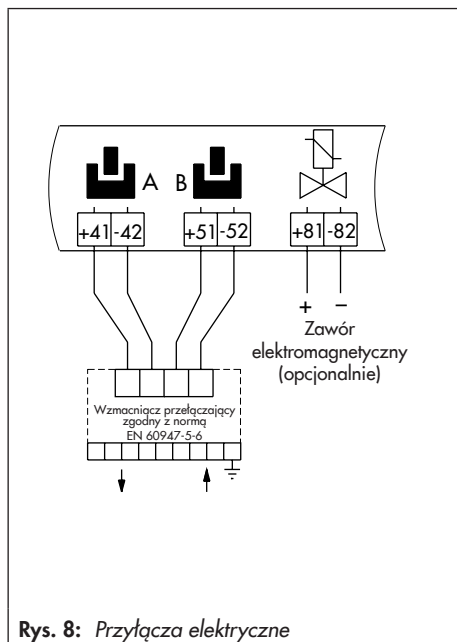 A B
+41 -42 +51 -52 +81 -82
+ –
Zawór
elektromagnetyczny
(opcjonalnie)
Wzmacniacz przełączający
zgodny z normą
EN 60947-5-6
Rys. 8: Przyłącza elektryczne